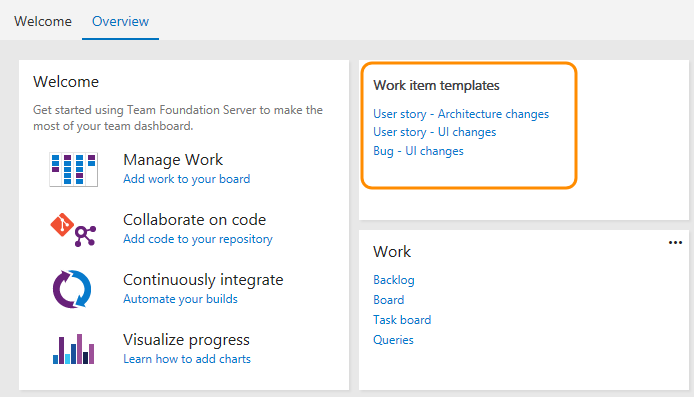 Welcome
Overview
Welcome
Get started using Team Foundation Server to make the
most of your team dashboard.
Manage Work
Add work to your board
Collaborate on code
Add code to your repository
Continuously integrate
Automate your builds
Visualize progress
Learn how to add charts
Work item templates
User story - Architecture changes
User story - UI changes
Bug - UI changes
Work
Backlog
Board
Task board
Queries